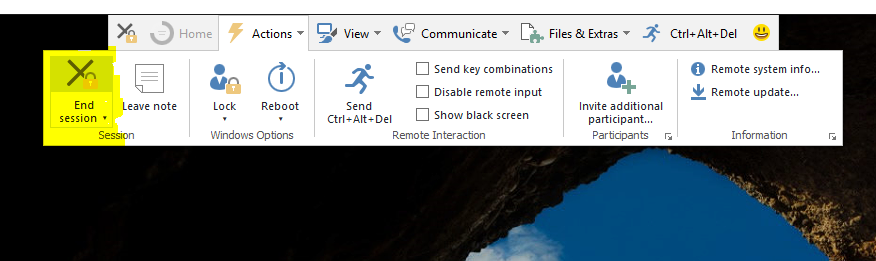 Home Actions View Communicate Files & Extras Ctrl+Alt+Del
End session
Leave note
Session
Lock
Reboot
Windows Options
Send Ctrl+Alt+Del
Send key combinations
Disable remote input
Show black screen
Remote Interaction
Invite additional participant...
Participants
Remote system info...
Remote update...
Information